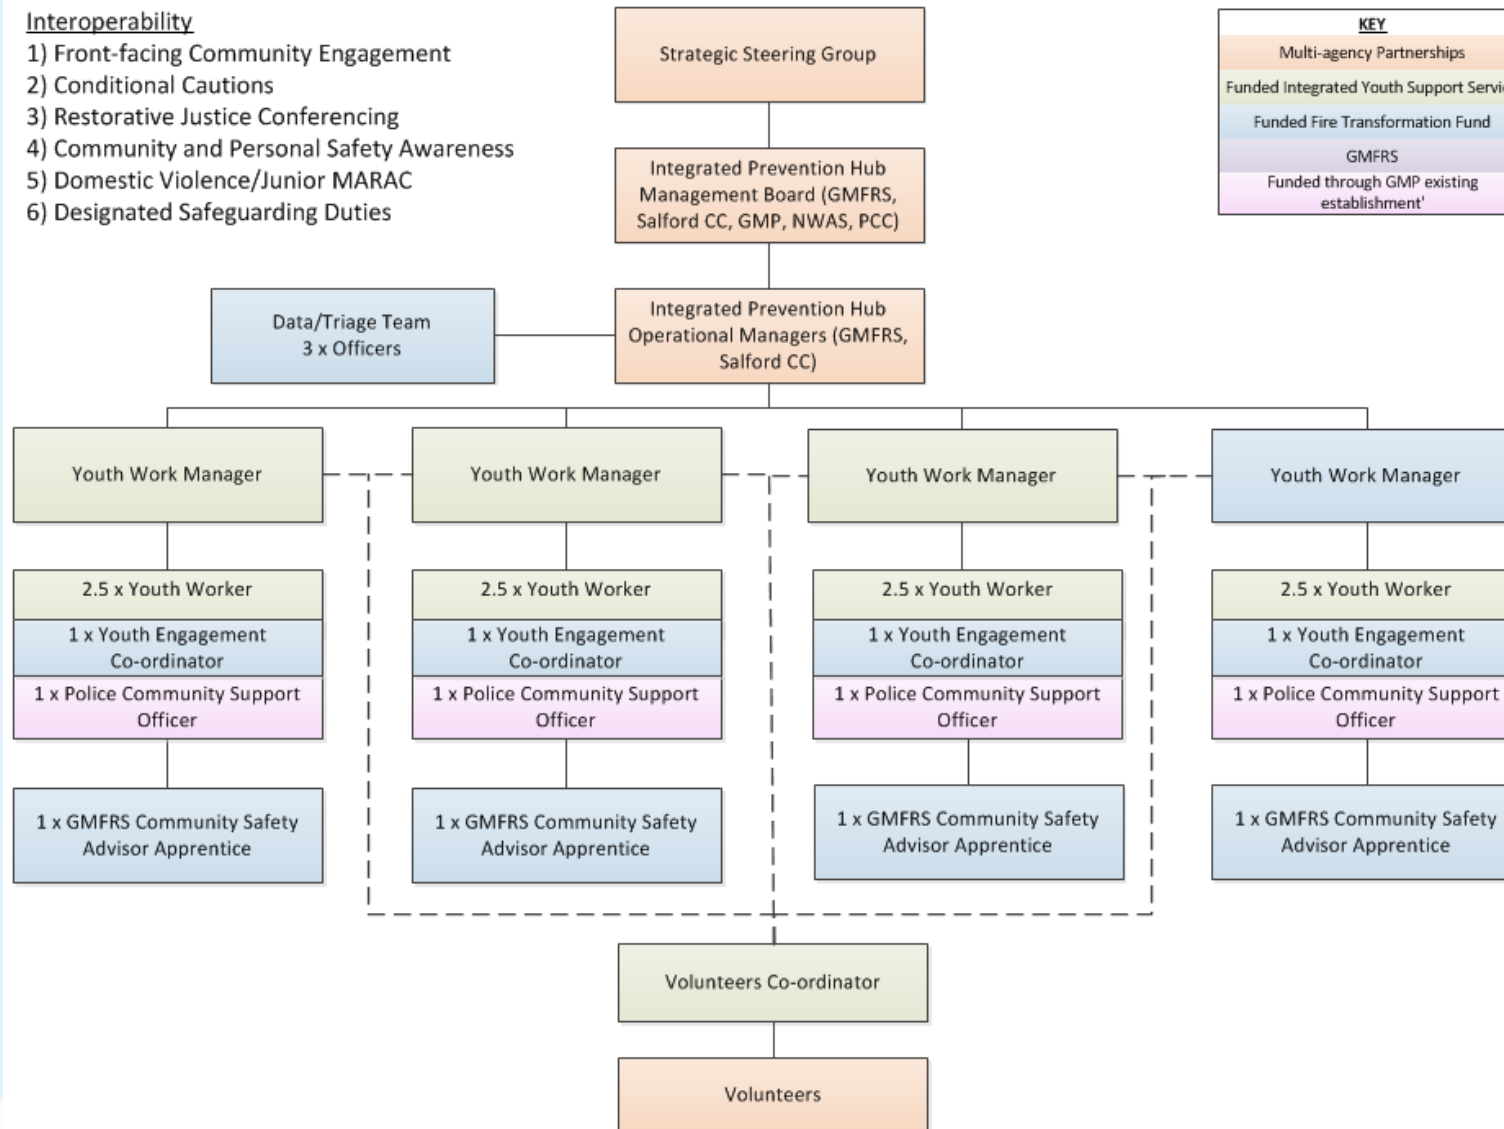 Interoperability
1) Front-facing Community Engagement
2) Conditional Cautions
3) Restorative Justice Conferencing
4) Community and Personal Safety Awareness
5) Domestic Violence/Junior MARAC
6) Designated Safeguarding Duties
Strategic Steering Group
KEY
Multi-agency Partnerships
Funded Integrated Youth Support
Funded Fire Transformation Fund
GMFRS
Funded through GMP existing
establishment'
Integrated Prevention Hub
Management Board (GMFRS,
Salford CC, GMP, NWAS, PCC)
Data/Triage Team
3 x Officers
Integrated Prevention Hub
Operational Managers (GMFRS,
Salford CC)
Youth Work Manager
Youth Work Manager
Youth Work Manager
Youth Work Manager
2.5 x Youth Worker
1 x Youth Engagement
Co-ordinator
1 x Police Community Support
Officer
2.5 x Youth Worker
1 x Youth Engagement
Co-ordinator
1 x Police Community Support
Officer
2.5 x Youth Worker
1 x Youth Engagement
Co-ordinator
1 x Police Community Support
Officer
2.5 x Youth Worker
1 x Youth Engagement
Co-ordinator
1 x Police Community Support
Officer
1 x GMFRS Community Safety
Advisor Apprentice
1 x GMFRS Community Safety
Advisor Apprentice
1 x GMFRS Community Safety
Advisor Apprentice
1 x GMFRS Community Safety
Advisor Apprentice
Volunteers Co-ordinator
Volunteers